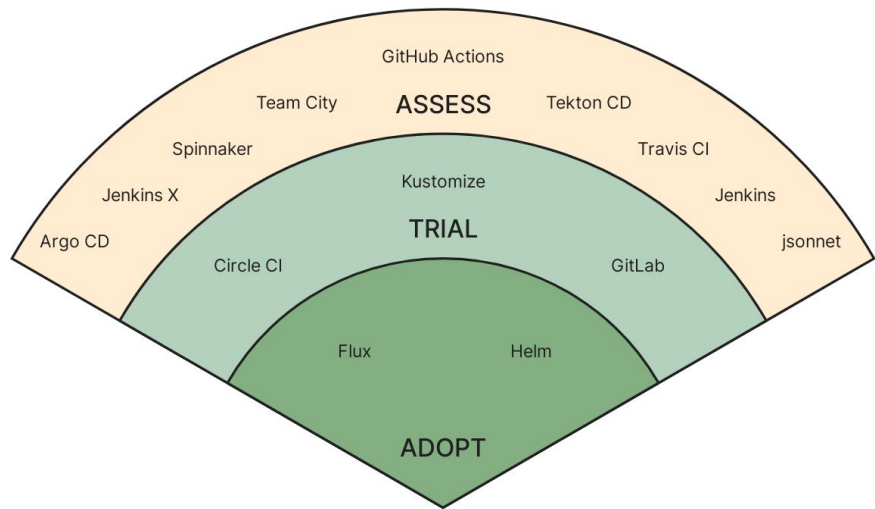 GitHub Actions
Team City
ASSESS
Tekton CD
Spinnaker
Travis CI
Jenkins X
Jenkins
Argo CD
jsonnet
Kustomize
TRIAL
Circle CI
GitLab
Flux
Helm
ADOPT